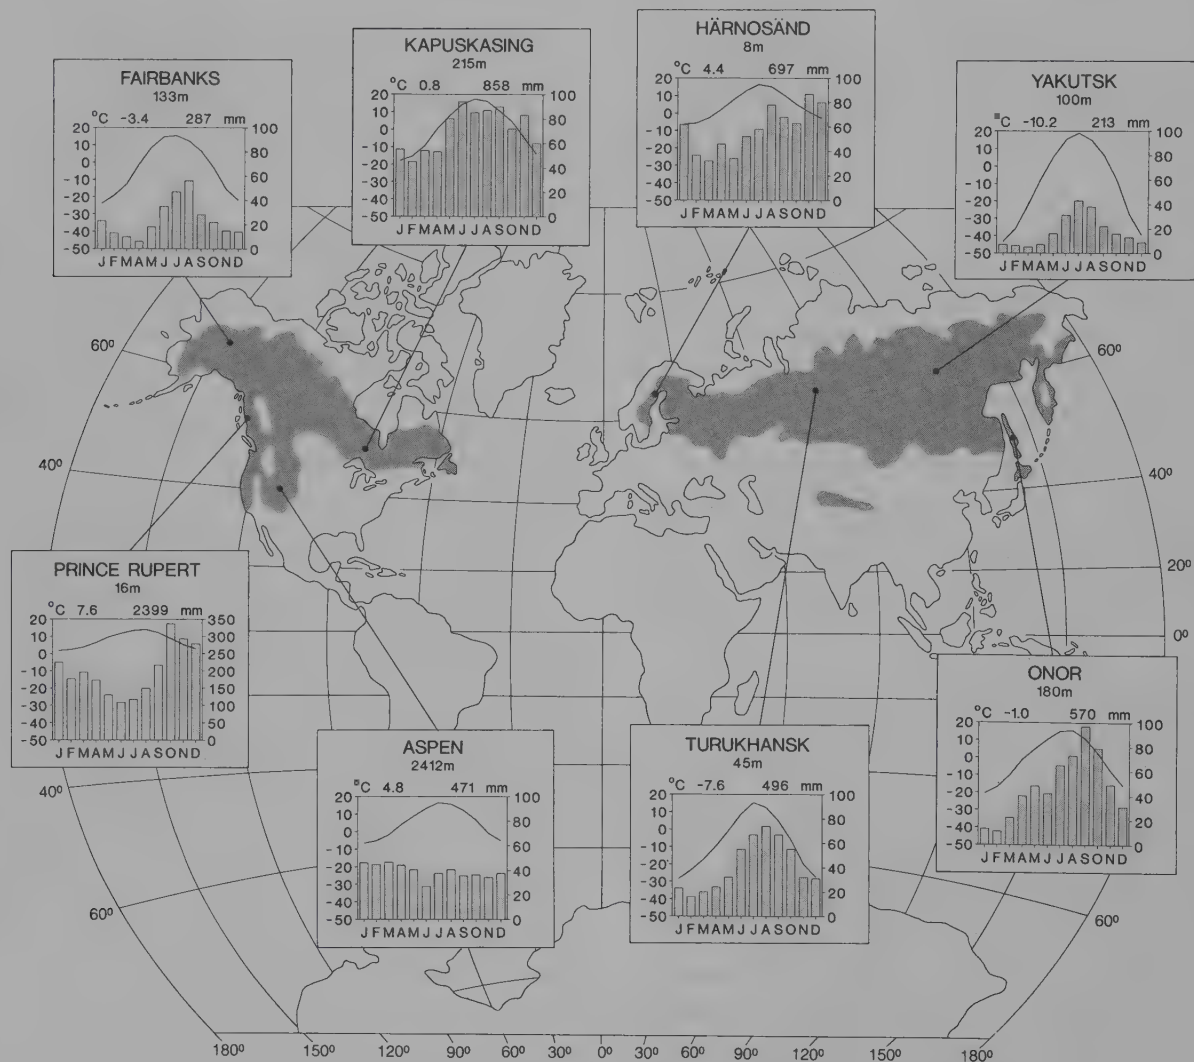 HÄRNOSÄND
8m
°C 4.4 697 mm
20 100
10 80
0
-10 60
-20 40
-30 20
-40
-50 0
J F M A M J J A S O N D
KAPUSKASING
215m
°C 0.8 858 mm
20 100
10 80
0
-10 60
-20 40
-30
-40 20
-50 0
J F M A M J J A S O N D
FAIRBANKS
133m
°C -3.4 287 mm
20 100
10 80
0
-10 60
-20 40
-30
-40 20
-50 0
J F M A M J J A S O N D
YAKUTSK
100m
°C -10.2 213 mm
20 100
10 80
0
-10 60
-20 40
-30
-40 20
-50 0
J F M A M J J A S O N D
60° 60°
40° 40°
20°
0°
PRINCE RUPERT
16m
°C 7.6 2399 mm
20 350
10 300
0 250
-10 200
-20 150
-30 100
-40 50
-50 0
J F M A M J J A S O N D
ONOR
180m
°C -1.0 570 mm
20 100
10 80
0
-10 60
-20 40
-30
-40 20
-50 0
J F M A M J J A S O N D
ASPEN
2412m
°C 4.8 471 mm
20 100
10 80
0
-10 60
-20 40
-30
-40 20
-50 0
J F M A M J J A S O N D
TURUKHANSK
45m
°C -7.6 496 mm
20 100
10 80
0
-10 60
-20 40
-30
-40 20
-50 0
J F M A M J J A S O N D
40°
60° 60°
180° 150° 120° 90° 60° 30° 0° 30° 60° 90° 120° 150° 180°